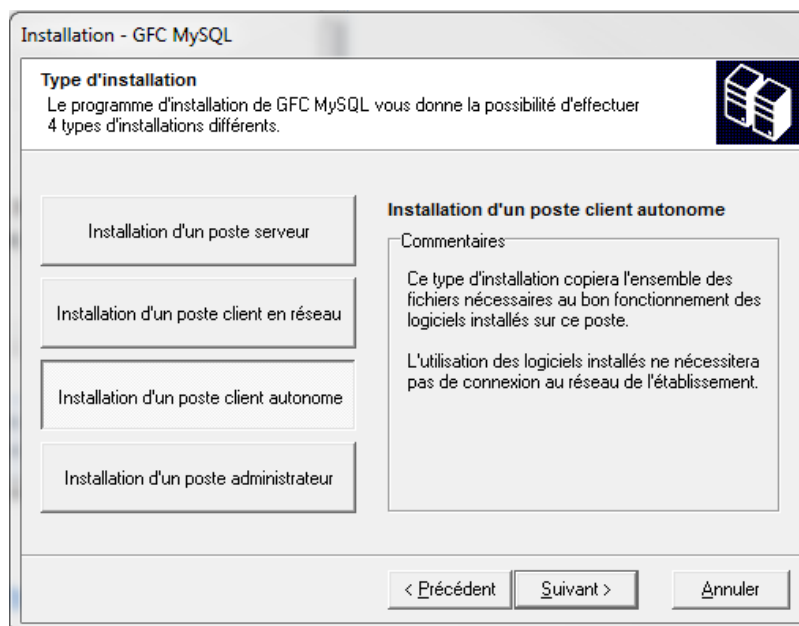 Installation - GFC MySQL
Type d'installation
Le programme d'installation de GFC MySQL vous donne la possibilité d'effectuer
4 types d'installations différents.
Installation d'un poste serveur
Installation d'un poste client en réseau
Installation d'un poste client autonome
Installation d'un poste administrateur
Installation d'un poste client autonome
Commentaires
Ce type d'installation copiera l'ensemble des
fichiers nécessaires au bon fonctionnement des
logiciels installés sur ce poste.
L'utilisation des logiciels installés ne nécessitera
pas de connexion au réseau de l'établissement.
< Précédent
Suivant >
Annuler